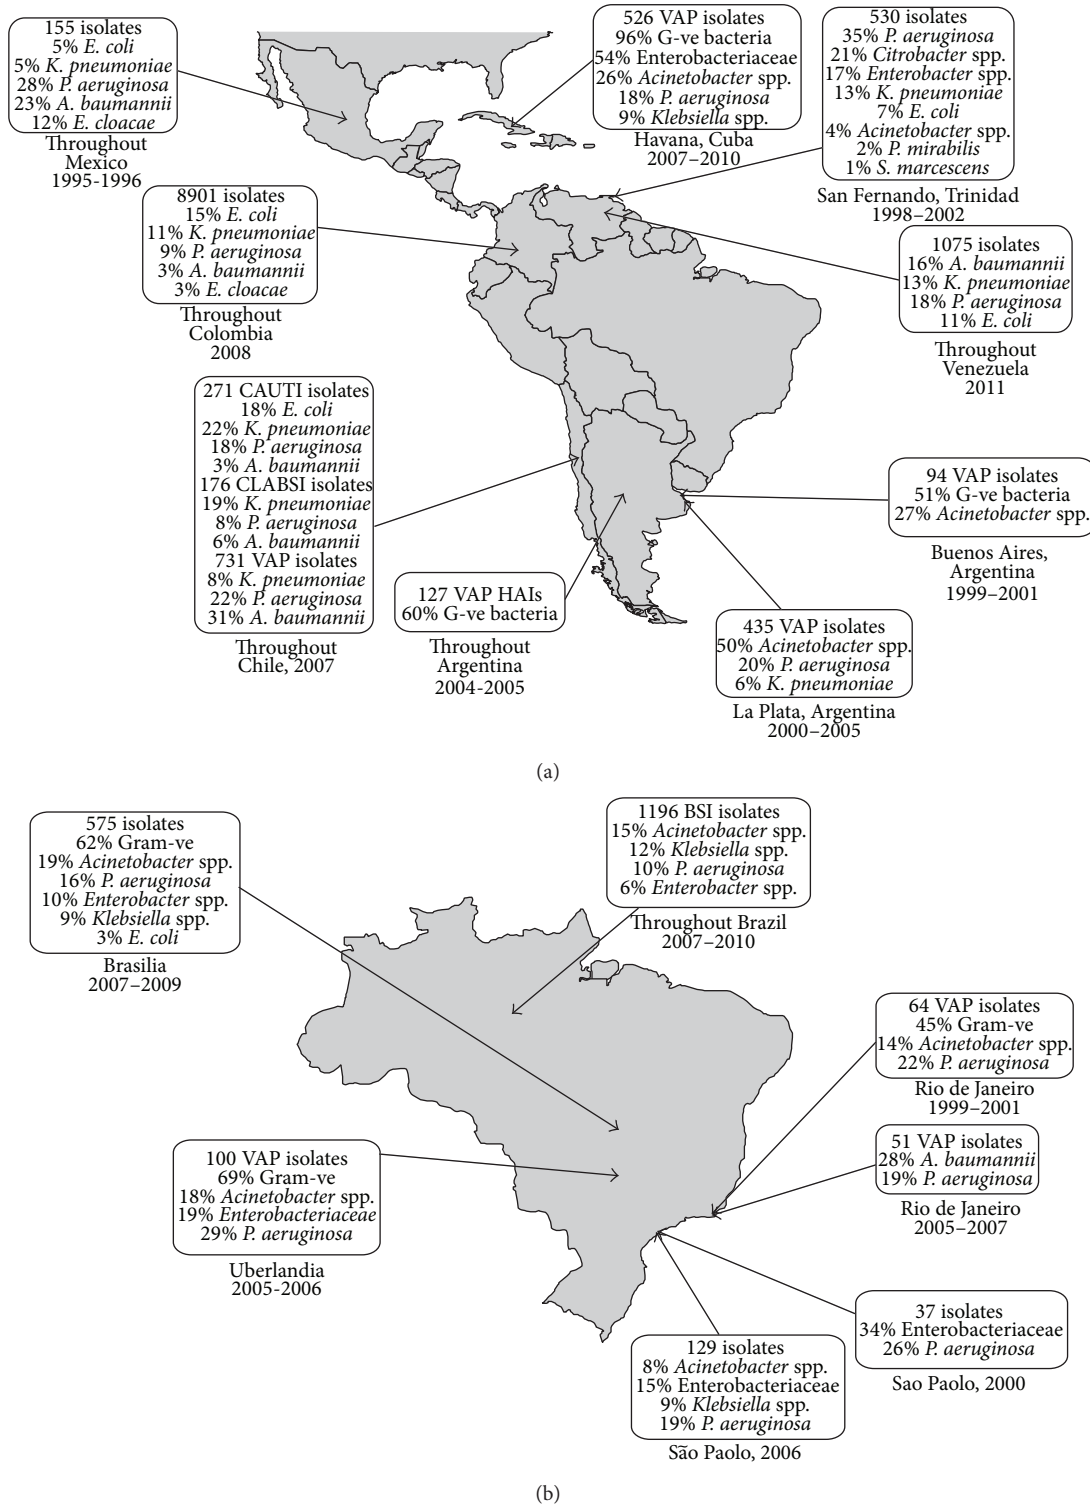 155 isolates
5% E. coli
5% K. pneumoniae
28% P. aeruginosa
23% A. baumannii
12% E. cloacae
Throughout
Mexico
1995-1996
526 VAP isolates
96% G-ve bacteria
54% Enterobacteriaceae
26% Acinetobacter spp.
18% P. aeruginosa
9% Klebsiella spp.
Havana, Cuba
2007–2010
530 isolates
35% P. aeruginosa
21% Citrobacter spp.
17% Enterobacter spp.
13% K. pneumoniae
7% E. coli
4% Acinetobacter spp.
2% P. mirabilis
1% S. marcescens
San Fernando, Trinidad
1998–2002
8901 isolates
15% E. coli
11% K. pneumoniae
9% P. aeruginosa
3% A. baumannii
3% E. cloacae
Throughout
Colombia
2008
1075 isolates
16% A. baumannii
13% K. pneumoniae
18% P. aeruginosa
11% E. coli
Throughout
Venezuela
2011
271 CAUTI isolates
18% E. coli
22% K. pneumoniae
18% P. aeruginosa
3% A. baumannii
176 CLABSI isolates
19% K. pneumoniae
8% P. aeruginosa
6% A. baumannii
731 VAP isolates
8% K. pneumoniae
22% P. aeruginosa
31% A. baumannii
Throughout
Chile, 2007
127 VAP HAIs
60% G-ve bacteria
Throughout
Argentina
2004-2005
94 VAP isolates
51% G-ve bacteria
27% Acinetobacter spp.
Buenos Aires,
Argentina
1999–2001
435 VAP isolates
50% Acinetobacter spp.
20% P. aeruginosa
6% K. pneumoniae
La Plata, Argentina
2000–2005
(a)
575 isolates
62% Gram-ve
19% Acinetobacter spp.
16% P. aeruginosa
10% Enterobacter spp.
9% Klebsiella spp.
3% E. coli
Brasilia
2007–2009
1196 BSI isolates
15% Acinetobacter spp.
12% Klebsiella spp.
10% P. aeruginosa
6% Enterobacter spp.
Throughout Brazil
2007–2010
64 VAP isolates
45% Gram-ve
14% Acinetobacter spp.
22% P. aeruginosa
Rio de Janeiro
1999–2001
51 VAP isolates
28% A. baumannii
19% P. aeruginosa
Rio de Janeiro
2005–2007
100 VAP isolates
69% Gram-ve
18% Acinetobacter spp.
19% Enterobacteriaceae
29% P. aeruginosa
Uberlandia
2005-2006
37 isolates
34% Enterobacteriaceae
26% P. aeruginosa
Sao Paolo, 2000
129 isolates
8% Acinetobacter spp.
15% Enterobacteriaceae
9% Klebsiella spp.
19% P. aeruginosa
São Paolo, 2006
(b)